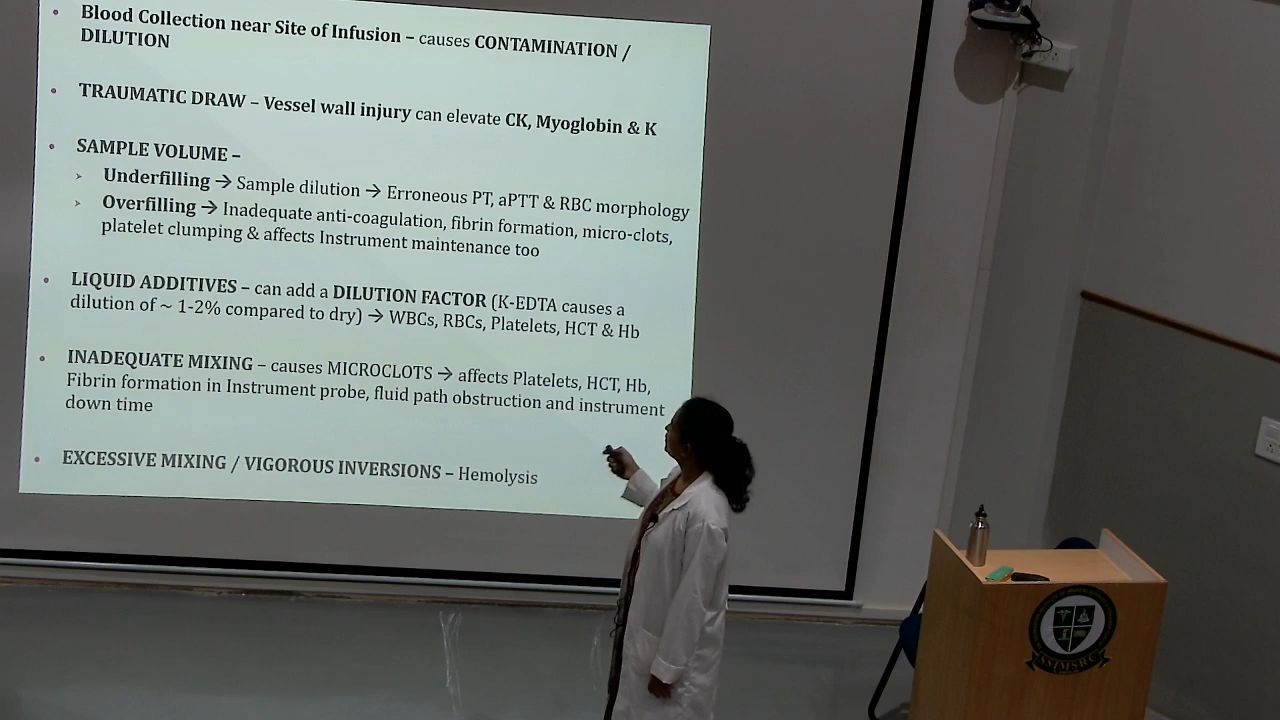 • Blood Collection near Site of Infusion – causes CONTAMINATION /
DILUTION
• TRAUMATIC DRAW – Vessel wall injury can elevate CK, Myoglobin & K
• SAMPLE VOLUME –
➢ Underfilling → Sample dilution → Erroneous PT, aPTT & RBC morphology
➢ Overfilling → Inadequate anti-coagulation, fibrin formation, micro-clots,
platelet clumping & affects Instrument maintenance too
• LIQUID ADDITIVES – can add a DILUTION FACTOR (K-EDTA causes a
dilution of ~ 1-2% compared to dry) → WBCs, RBCs, Platelets, HCT & Hb
• INADEQUATE MIXING – causes MICROCLOTS → affects Platelets, HCT, Hb,
Fibrin formation in Instrument probe, fluid path obstruction and instrument
down time
• EXCESSIVE MIXING / VIGOROUS INVERSIONS – Hemolysis
SSIMSRC